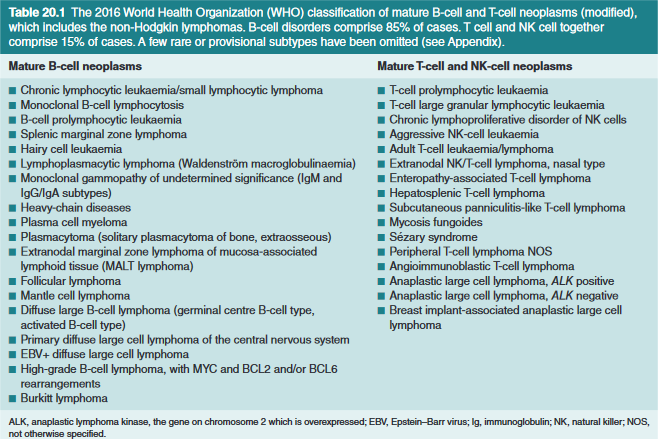 Table 20.1 The 2016 World Health Organization (WHO) classification of mature B-cell and T-cell neoplasms (modified),
which includes the non-Hodgkin lymphomas. B-cell disorders comprise 85% of cases. T cell and NK cell together
comprise 15% of cases. A few rare or provisional subtypes have been omitted (see Appendix).
Mature B-cell neoplasms
■ Chronic lymphocytic leukaemia/small lymphocytic lymphoma
■ Monoclonal B-cell lymphocytosis
■ B-cell prolymphocytic leukaemia
■ Splenic marginal zone lymphoma
■ Hairy cell leukaemia
■ Lymphoplasmacytic lymphoma (Waldenström macroglobulinaemia)
■ Monoclonal gammopathy of undetermined significance (IgM and
IgG/IgA subtypes)
■ Heavy-chain diseases
■ Plasma cell myeloma
■ Plasmacytoma (solitary plasmacytoma of bone, extraosseous)
■ Extranodal marginal zone lymphoma of mucosa-associated
lymphoid tissue (MALT lymphoma)
■ Follicular lymphoma
■ Mantle cell lymphoma
■ Diffuse large B-cell lymphoma (germinal centre B-cell type,
activated B-cell type)
■ Primary diffuse large cell lymphoma of the central nervous system
■ EBV+ diffuse large cell lymphoma
■ High-grade B-cell lymphoma, with MYC and BCL2 and/or BCL6
rearrangements
■ Burkitt lymphoma
Mature T-cell and NK-cell neoplasms
■ T-cell prolymphocytic leukaemia
■ T-cell large granular lymphocytic leukaemia
■ Chronic lymphoproliferative disorder of NK cells
■ Aggressive NK-cell leukaemia
■ Adult T-cell leukaemia/lymphoma
■ Extranodal NK/T-cell lymphoma, nasal type
■ Enteropathy-associated T-cell lymphoma
■ Hepatosplenic T-cell lymphoma
■ Subcutaneous panniculitis-like T-cell lymphoma
■ Mycosis fungoides
■ Sézary syndrome
■ Peripheral T-cell lymphoma NOS
■ Angioimmunoblastic T-cell lymphoma
■ Anaplastic large cell lymphoma, ALK positive
■ Anaplastic large cell lymphoma, ALK negative
■ Breast implant-associated anaplastic large cell
lymphoma
ALK, anaplastic lymphoma kinase, the gene on chromosome 2 which is overexpressed; EBV, Epstein–Barr virus; Ig, immunoglobulin; NK, natural killer; NOS,
not otherwise specified.